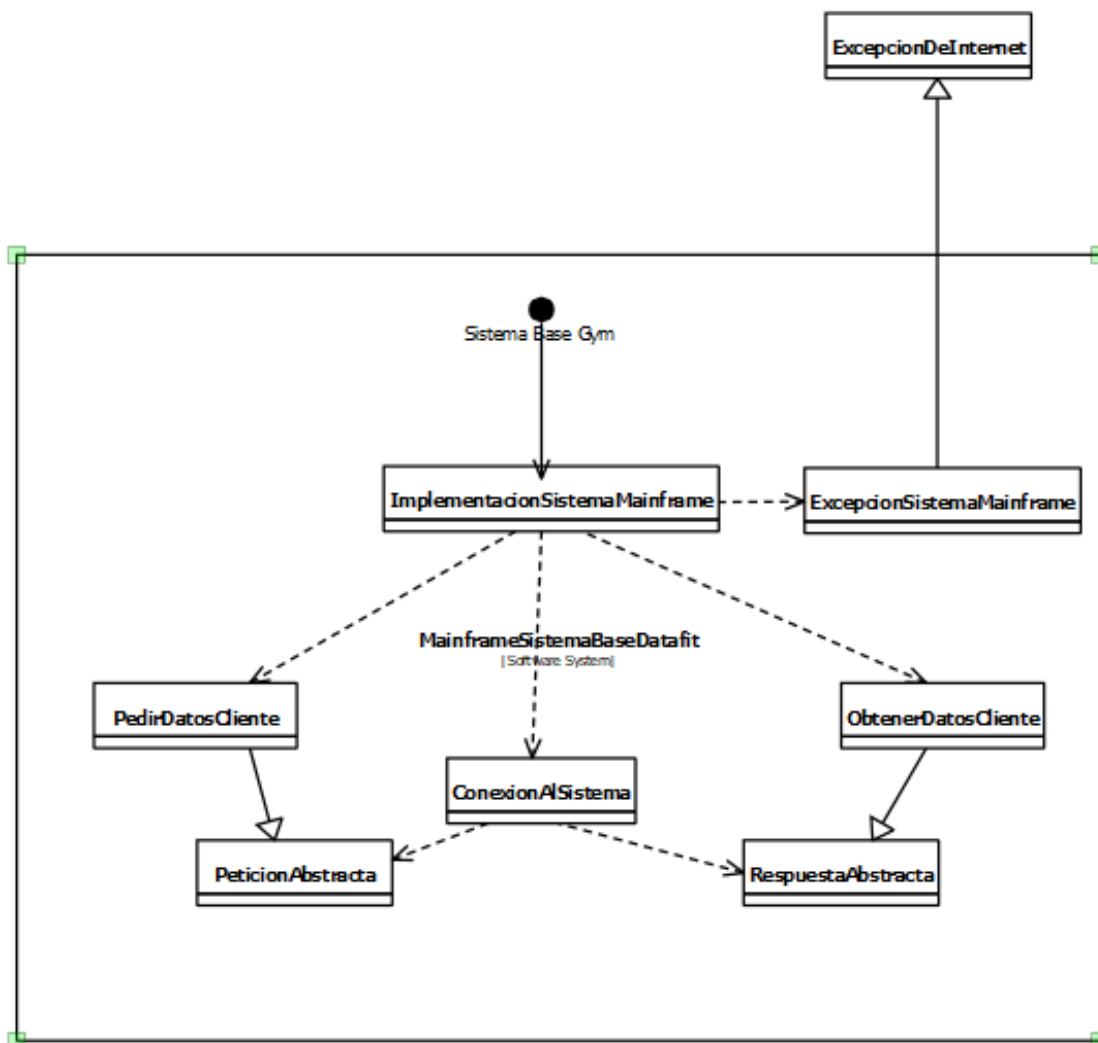 ExcepcionDeInternet
Sistema Base Gym
ImplementacionSistemaMainframe
ExcepcionSistemaMainframe
MainframeSistemaBaseDatafit
[Software System]
PedirDatosCliente
ObtenerDatosCliente
ConexionAlSistema
PeticionAbstracta
RespuestaAbstracta